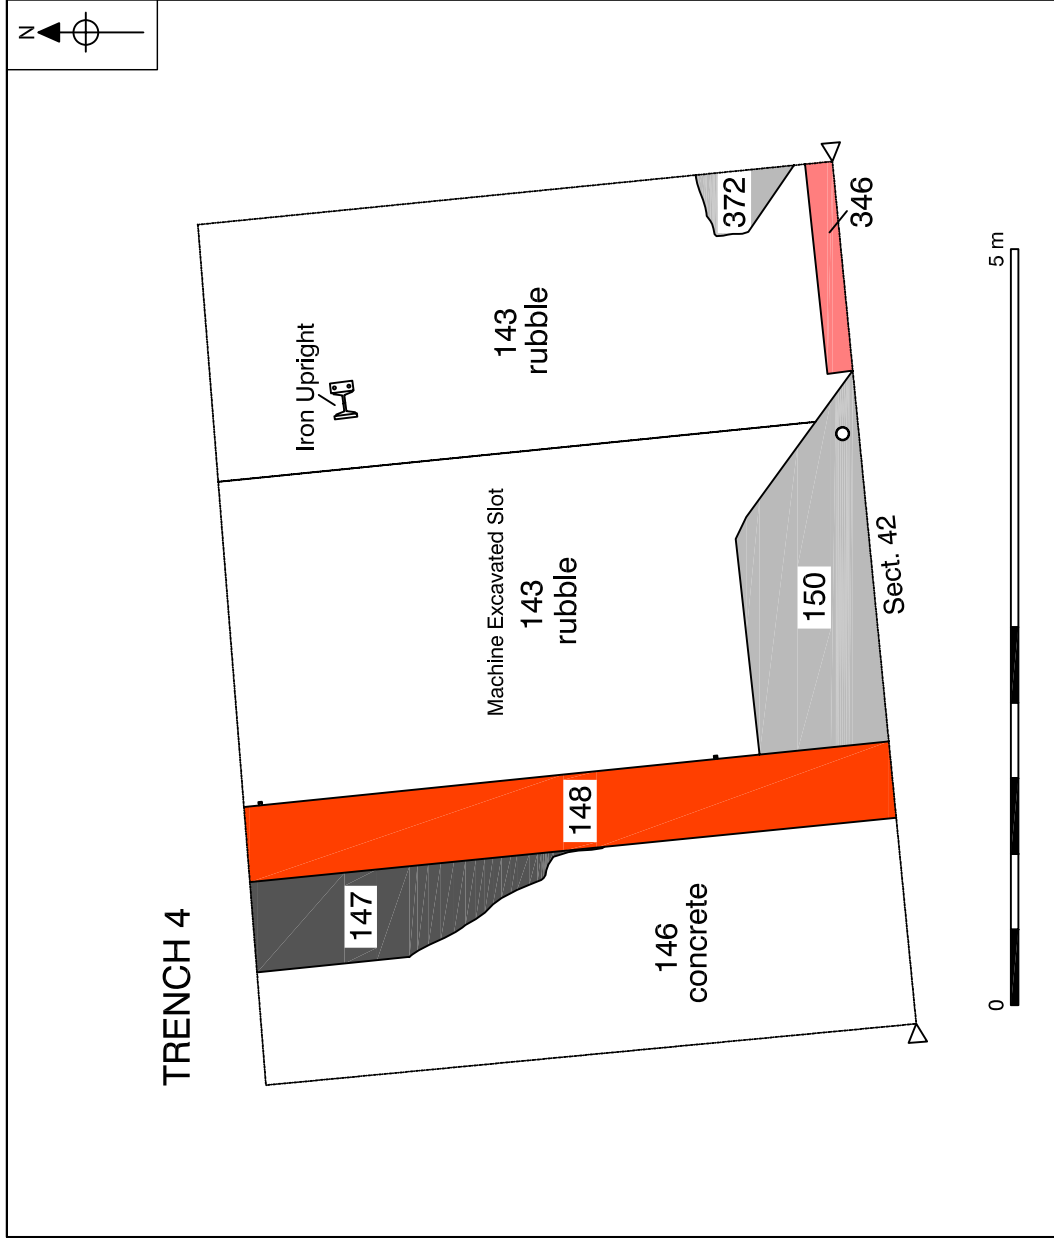 N
TRENCH 4
Iron Upright
143
rubble
372
346
Machine Excavated Slot
143
rubble
150
Sect. 42
148
147
146
concrete
0
5 m